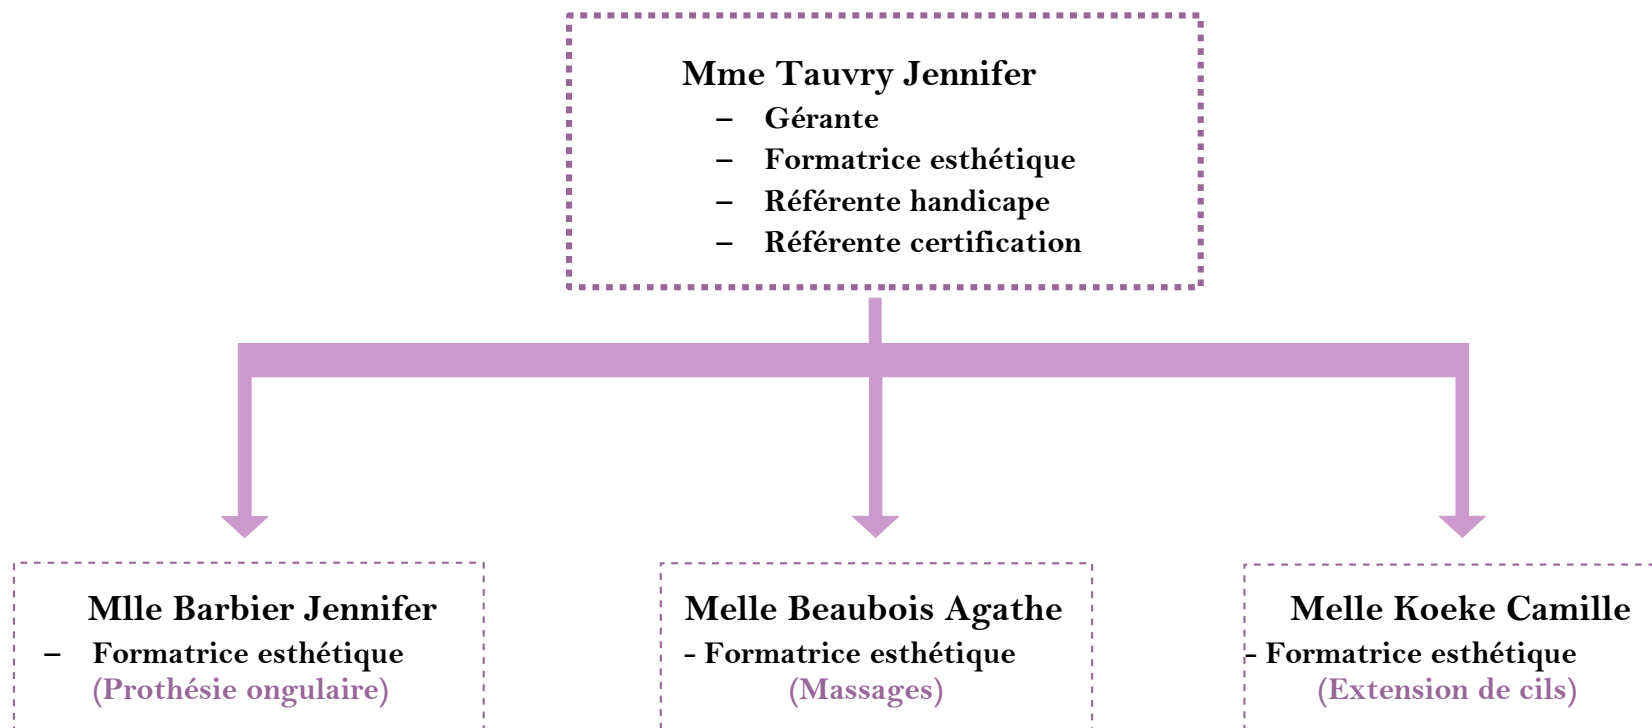 Mme Tauvry Jennifer
– Gérante
– Formatrice esthétique
– Référente handicape
– Référente certification
Mlle Barbier Jennifer
– Formatrice esthétique
(Prothésie ongulaire)
Melle Beaubois Agathe
- Formatrice esthétique
(Massages)
Melle Koeke Camille
- Formatrice esthétique
(Extension de cils)